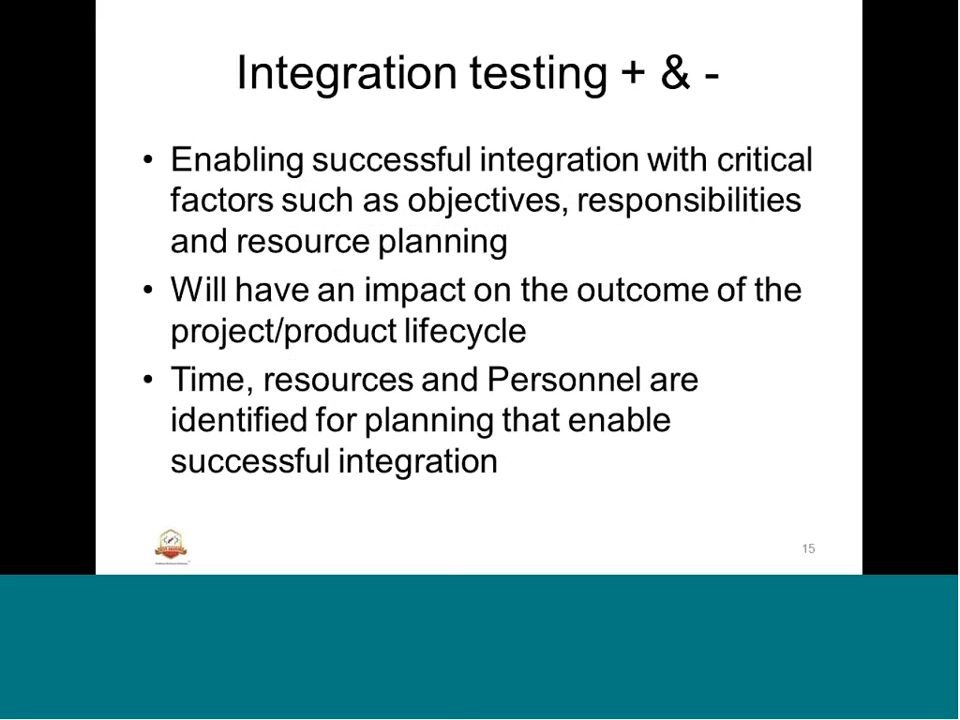 Integration testing + & -
• Enabling successful integration with critical
factors such as objectives, responsibilities
and resource planning
• Will have an impact on the outcome of the
project/product lifecycle
• Time, resources and Personnel are
identified for planning that enable
successful integration
15